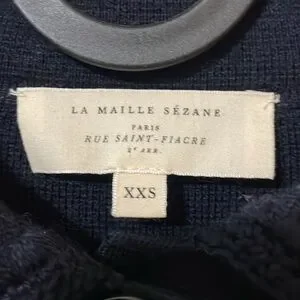 LA MAILLE SÉZANE
PARIS
RUE SAINT-FIACRE
2ᵉ ARR.
XXS